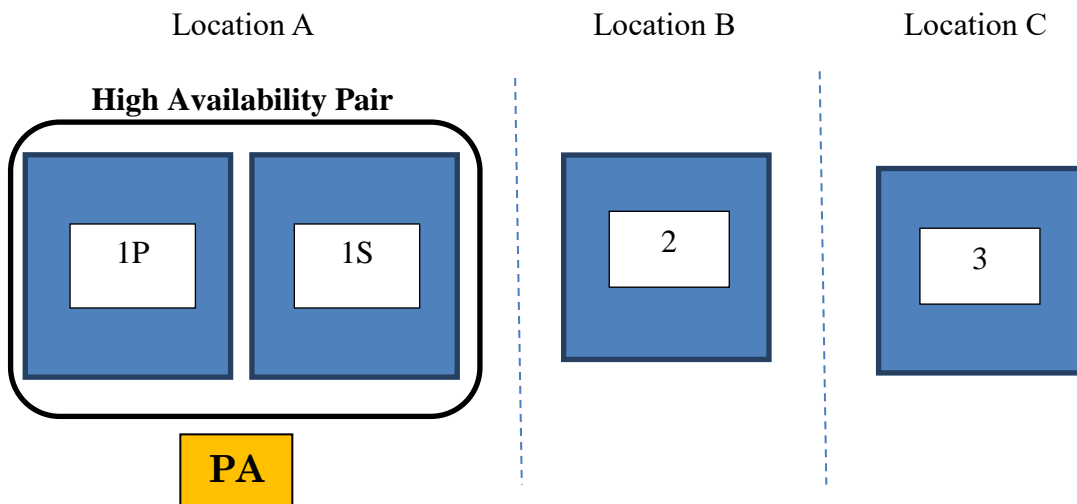 Location A
Location B
Location C
High Availability Pair
1P
1S
2
3
PA